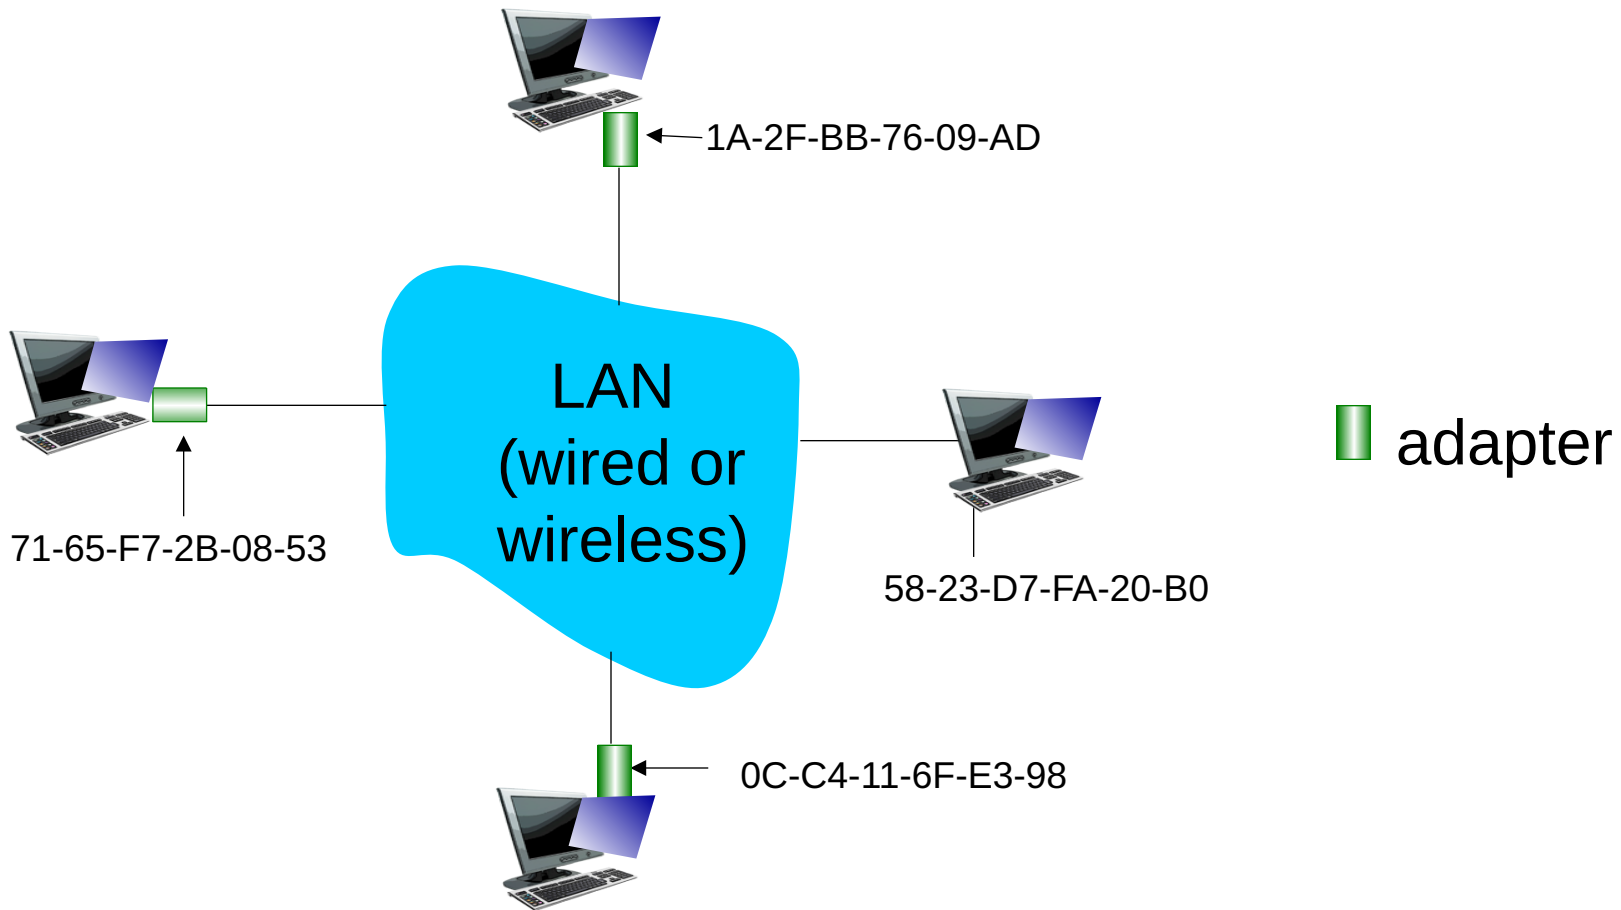 1A-2F-BB-76-09-AD
LAN
(wired or
wireless)
adapter
71-65-F7-2B-08-53
58-23-D7-FA-20-B0
0C-C4-11-6F-E3-98